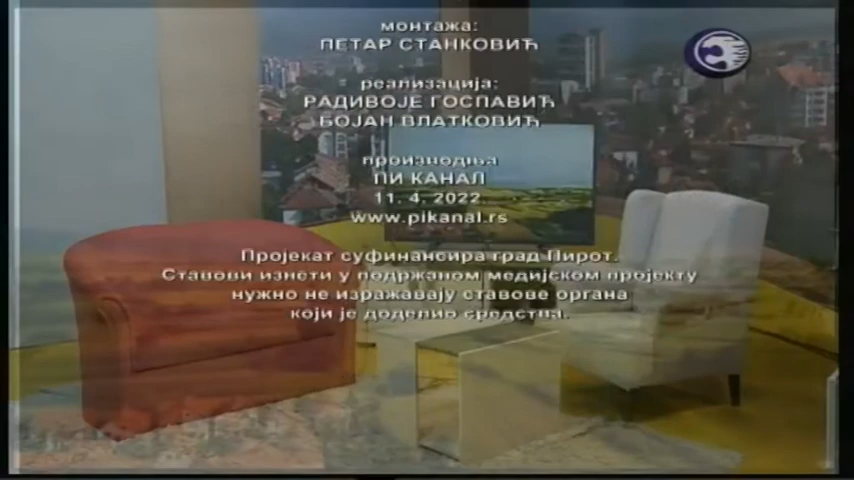 монтажа:
ПЕТАР СТАНКОВИЋ
реализација:
РАДИВОЈЕ ГОСПАВИЋ
БОЈАН ВЛАТКОВИЋ
производња
ПИ КАНАЛ
11. 4. 2022.
www.pikanal.rs
Пројекат суфинансира град Пирот.
Ставови изнети у подржаном медијском пројекту
нужно не изражавају ставове органа
који је доделио средства.